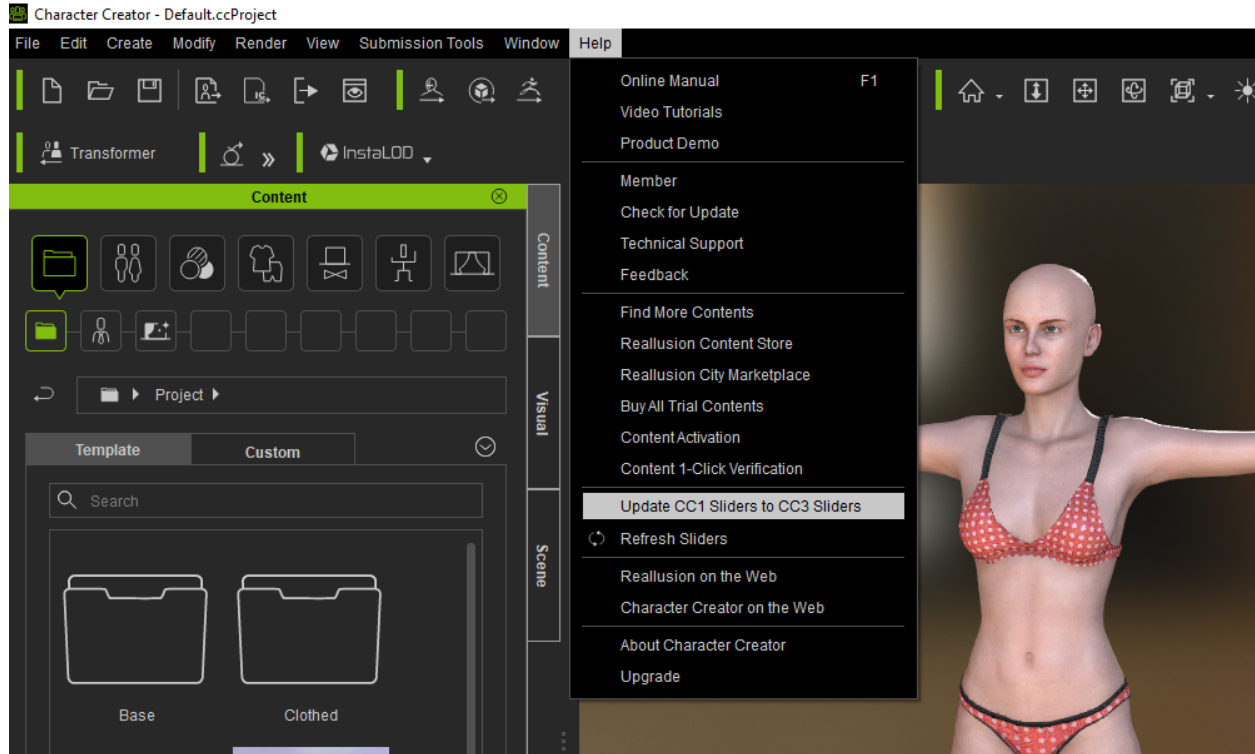 Character Creator - Default.ccProject
File Edit Create Modify Render View Submission Tools Window Help
Transformer
InstaLOD
Content
Project
Template Custom
Search
Base Clothed
Content
Visual
Scene
Online Manual F1
Video Tutorials
Product Demo
Member
Check for Update
Technical Support
Feedback
Find More Contents
Reallusion Content Store
Reallusion City Marketplace
Buy All Trial Contents
Content Activation
Content 1-Click Verification
Update CC1 Sliders to CC3 Sliders
Refresh Sliders
Reallusion on the Web
Character Creator on the Web
About Character Creator
Upgrade